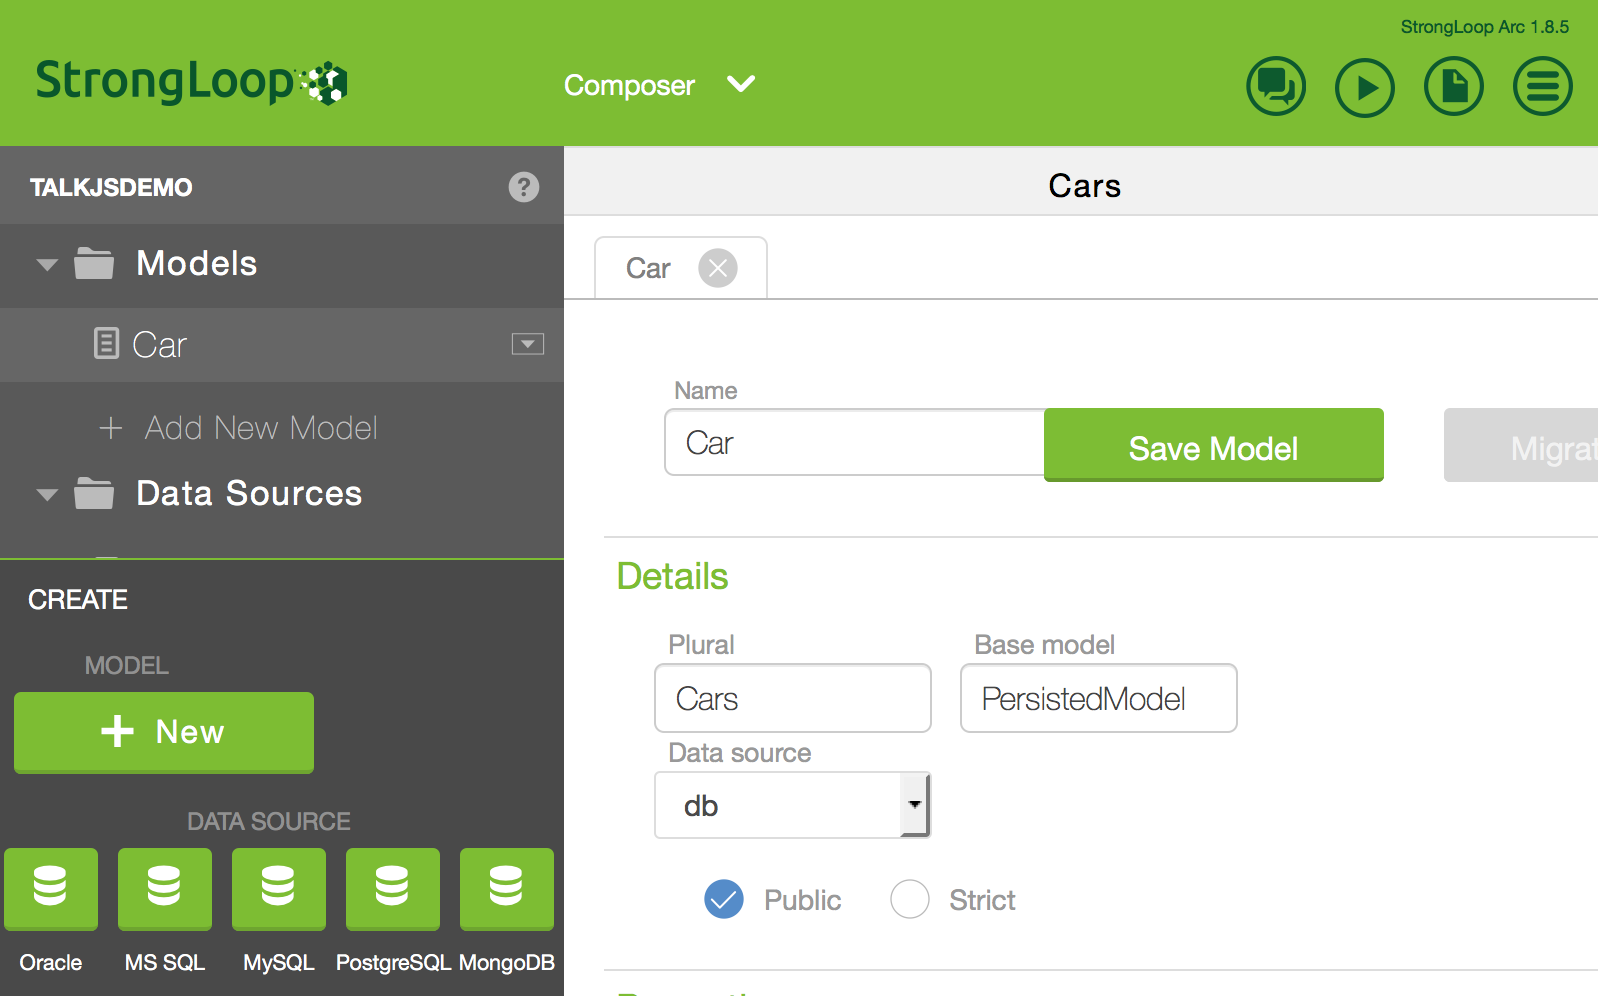 StrongLoop Arc 1.8.5
StrongLoop
Composer
TALKJSDEMO
?
Models
Car
+ Add New Model
Data Sources
CREATE
MODEL
+ New
DATA SOURCE
Oracle MS SQL MySQL PostgreSQL MongoDB
Cars
Car
Name
Car
Save Model
Details
Plural Base model
Cars PersistedModel
Data source
db
Public Strict